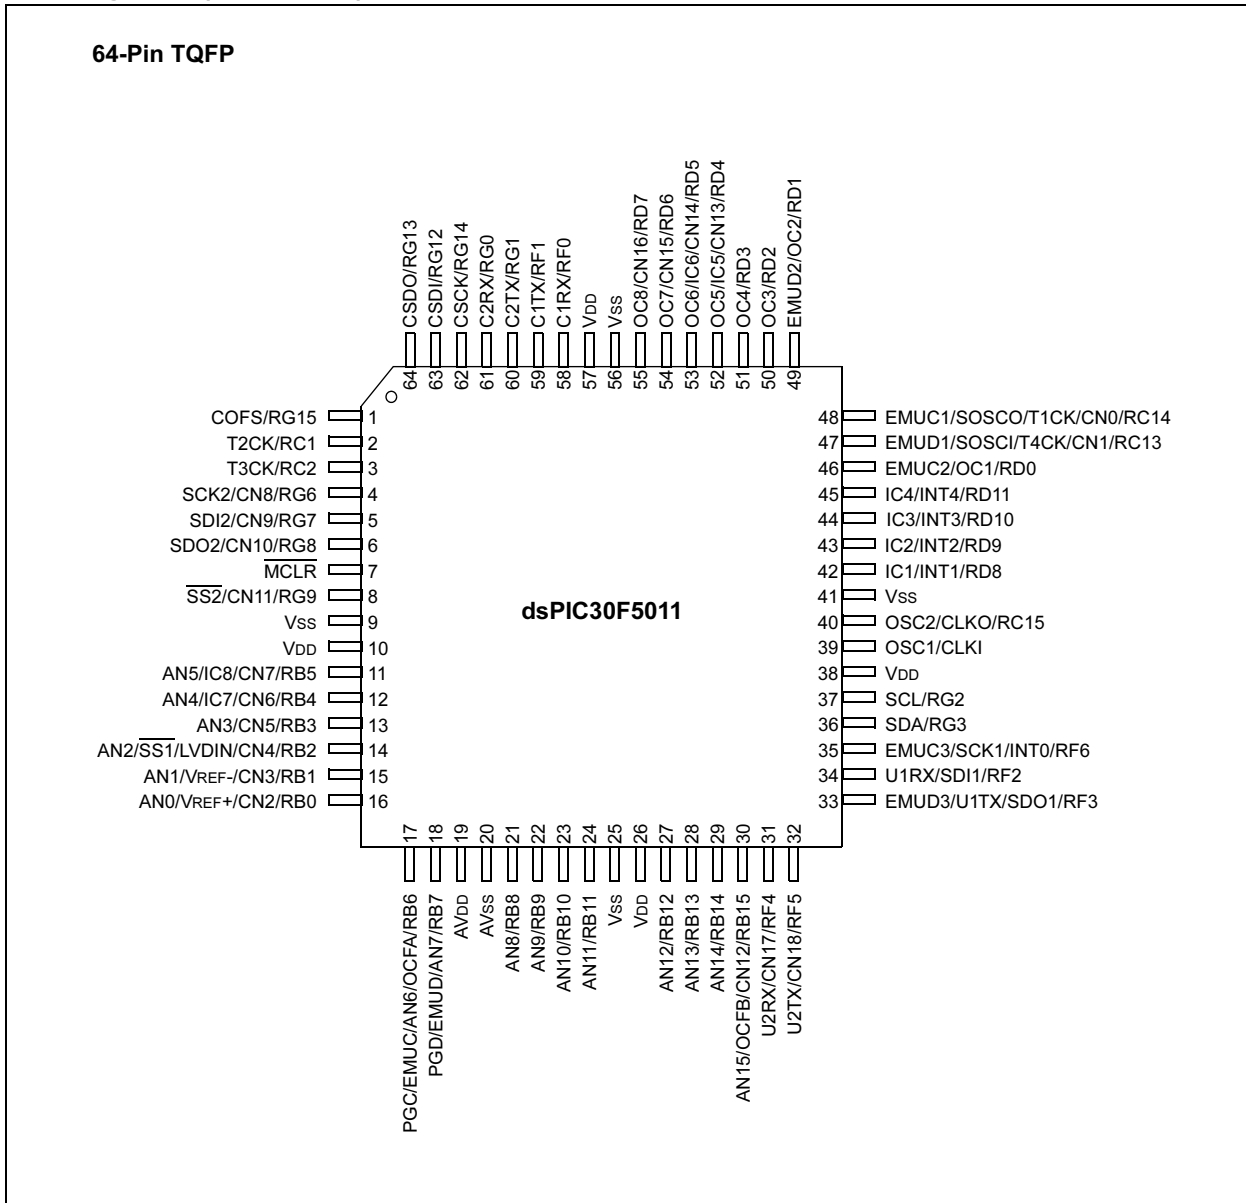 64-Pin TQFP
CSDO/RG13
CSDI/RG12
CSCK/RG14
C2RX/RG0
C2TX/RG1
C1TX/RF1
C1RX/RF0
VDD
VSS
OC8/CN16/RD7
OC7/CN15/RD6
OC6/IC6/CN14/RD5
OC5/IC5/CN13/RD4
OC4/RD3
OC3/RD2
EMUD2/OC2/RD1
64 63 62 61 60 59 58 57 56 55 54 53 52 51 50 49
COFS/RG15 1
T2CK/RC1 2
T3CK/RC2 3
SCK2/CN8/RG6 4
SDI2/CN9/RG7 5
SDO2/CN10/RG8 6
MCLR 7
SS2/CN11/RG9 8
VSS 9
VDD 10
AN5/IC8/CN7/RB5 11
AN4/IC7/CN6/RB4 12
AN3/CN5/RB3 13
AN2/SS1/LVDIN/CN4/RB2 14
AN1/VREF-/CN3/RB1 15
AN0/VREF+/CN2/RB0 16
dsPIC30F5011
48 EMUC1/SOSCO/T1CK/CN0/RC14
47 EMUD1/SOSCI/T4CK/CN1/RC13
46 EMUC2/OC1/RD0
45 IC4/INT4/RD11
44 IC3/INT3/RD10
43 IC2/INT2/RD9
42 IC1/INT1/RD8
41 VSS
40 OSC2/CLKO/RC15
39 OSC1/CLKI
38 VDD
37 SCL/RG2
36 SDA/RG3
35 EMUC3/SCK1/INT0/RF6
34 U1RX/SDI1/RF2
33 EMUD3/U1TX/SDO1/RF3
17 18 19 20 21 22 23 24 25 26 27 28 29 30 31 32
PGC/EMUC/AN6/OCFA/RB6
PGD/EMUD/AN7/RB7
AVDD
AVSS
AN8/RB8
AN9/RB9
AN10/RB10
AN11/RB11
VSS
VDD
AN12/RB12
AN13/RB13
AN14/RB14
AN15/OCFB/CN12/RB15
U2RX/CN17/RF4
U2TX/CN18/RF5